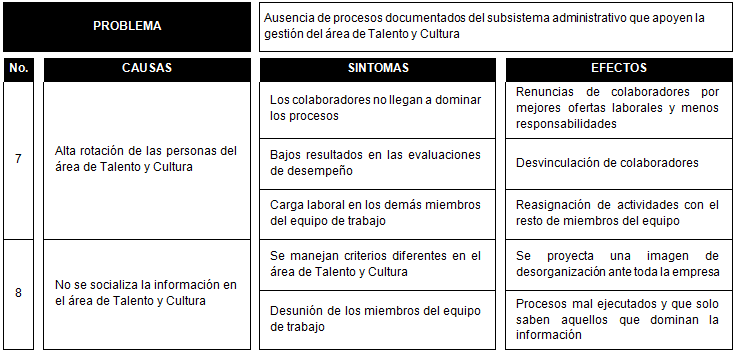 PROBLEMA
Ausencia de procesos documentados del subsistema administrativo que apoyen la
gestión del área de Talento y Cultura
No. CAUSAS SINTOMAS EFECTOS
7
Alta rotación de las personas del
área de Talento y Cultura
Los colaboradores no llegan a dominar
los procesos
Renuncias de colaboradores por
mejores ofertas laborales y menos
responsabilidades
Bajos resultados en las evaluaciones
de desempeño
Desvinculación de colaboradores
Carga laboral en los demás miembros
del equipo de trabajo
Reasignación de actividades con el
resto de miembros del equipo
8
No se socializa la información en
el área de Talento y Cultura
Se manejan criterios diferentes en el
área de Talento y Cultura
Se proyecta una imagen de
desorganización ante toda la empresa
Desunión de los miembros del equipo
de trabajo
Procesos mal ejecutados y que solo
saben aquellos que dominan la
información